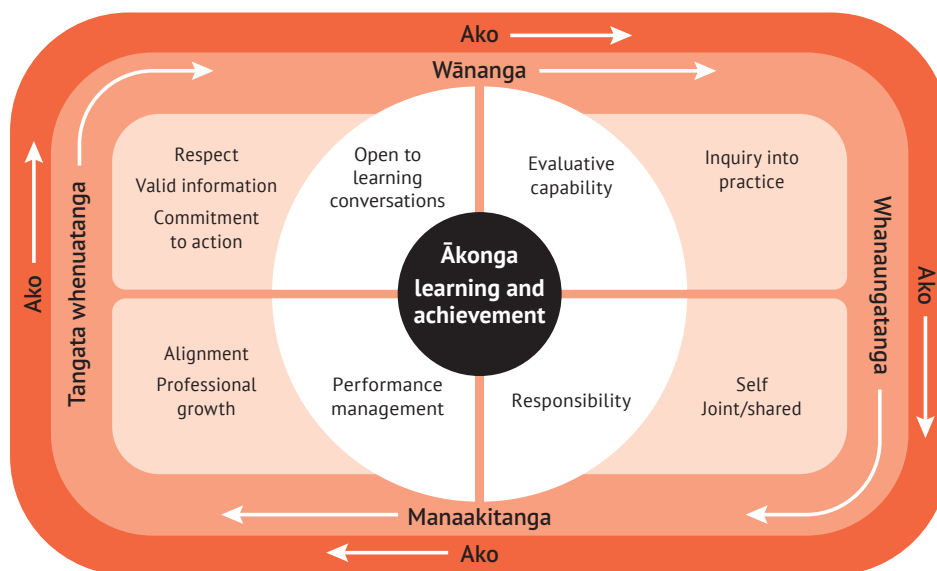 Ako
Wānanga
Tangata whenuatanga
Ako
Respect
Valid information
Commitment
to action
Open to
learning
conversations
Evaluative
capability
Inquiry into
practice
Whanaungatanga
Ako
Ākonga
learning and
achievement
Alignment
Professional
growth
Performance
management
Responsibility
Self
Joint/shared
Manaakitanga
Ako